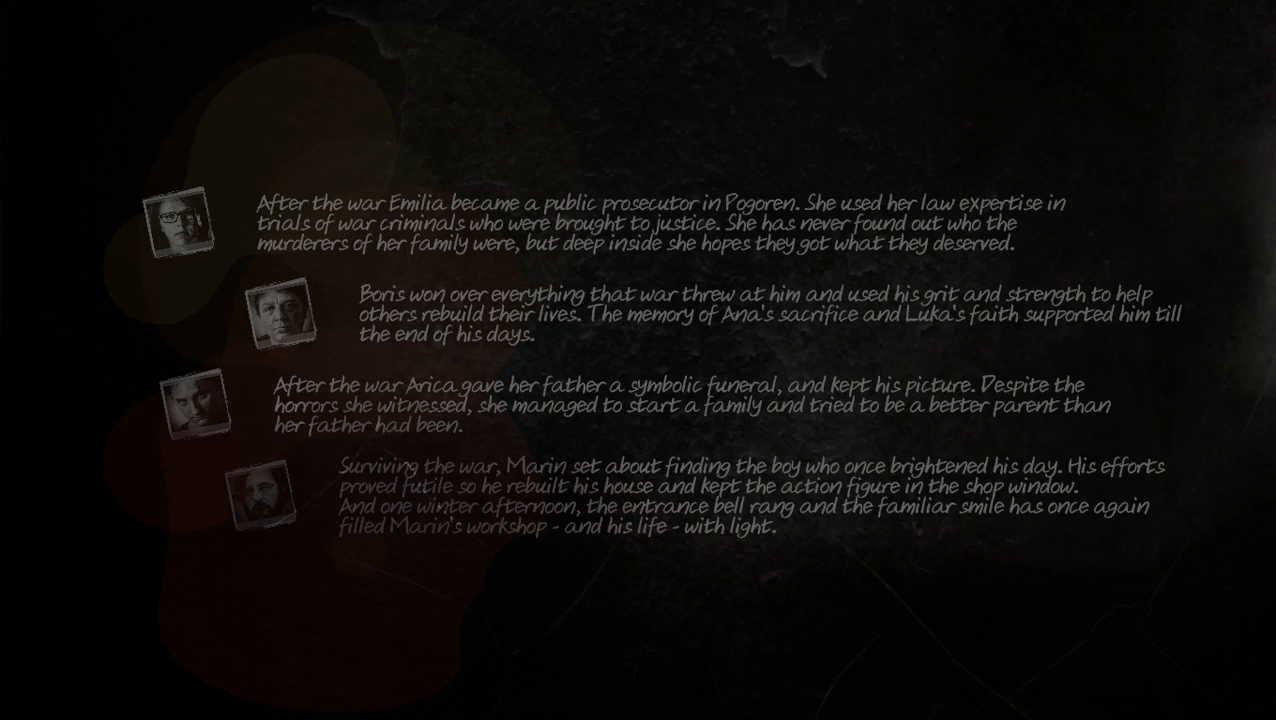 After the war Emilia became a public prosecutor in Pogoren. She used her law expertise in
trials of war criminals who were brought to justice. She has never found out who the
murderers of her family were, but deep inside she hopes they got what they deserved.
Boris won over everything that war threw at him and used his grit and strength to help
others rebuild their lives. The memory of Ana's sacrifice and Luka's faith supported him till
the end of his days.
After the war Arica gave her father a symbolic funeral, and kept his picture. Despite the
horrors she witnessed, she managed to start a family and tried to be a better parent than
her father had been.
Surviving the war, Marin set about finding the boy who once brightened his day. His efforts
proved futile so he rebuilt his house and kept the action figure in the shop window.
And one winter afternoon, the entrance bell rang and the familiar smile has once again
filled Marin's workshop - and his life - with light.